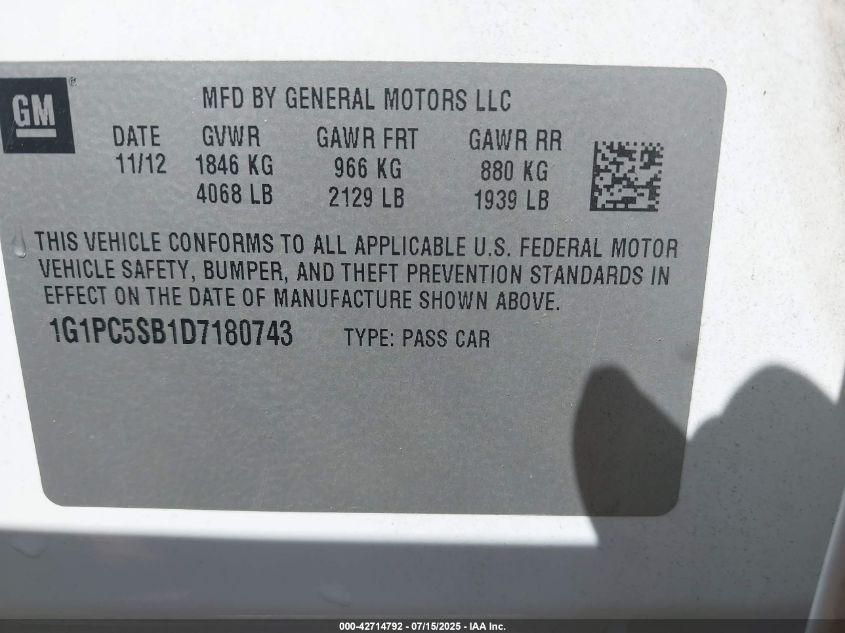 GM
MFD BY GENERAL MOTORS LLC
DATE GVWR GAWR FRT GAWR RR
11/12 1846 KG 966 KG 880 KG
4068 LB 2129 LB 1939 LB
THIS VEHICLE CONFORMS TO ALL APPLICABLE U.S. FEDERAL MOTOR
VEHICLE SAFETY, BUMPER, AND THEFT PREVENTION STANDARDS IN
EFFECT ON THE DATE OF MANUFACTURE SHOWN ABOVE.
1G1PC5SB1D7180743 TYPE: PASS CAR
000-42714792 - 07/15/2025 - IAA Inc.